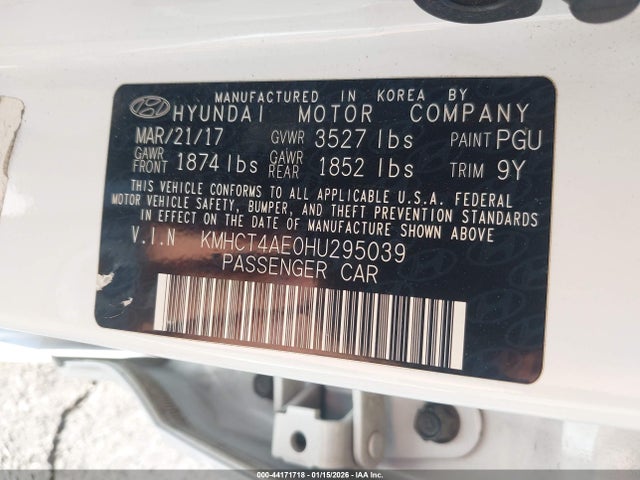 MANUFACTURED IN KOREA BY
HYUNDAI MOTOR COMPANY
MAR/21/17 GVWR 3527 lbs PAINT PGU
GAWR FRONT 1874 lbs GAWR REAR 1852 lbs TRIM 9Y
THIS VEHICLE CONFORMS TO ALL APPLICABLE U.S.A. FEDERAL
MOTOR VEHICLE SAFETY, BUMPER, AND THEFT PREVENTION STANDARDS
IN EFFECT ON THE DATE OF MANUFACTURE SHOWN ABOVE.
V.I.N KMHCT4AE0HU295039
PASSENGER CAR
000-44171718 - 01/15/2026 - IAA Inc.